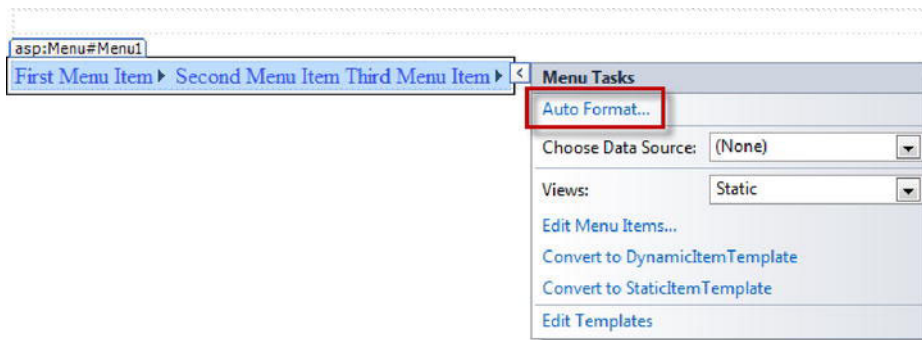 asp:Menu#Menu1
First Menu Item Second Menu Item Third Menu Item
Menu Tasks
Auto Format...
Choose Data Source: (None)
Views: Static
Edit Menu Items...
Convert to DynamicItemTemplate
Convert to StaticItemTemplate
Edit Templates